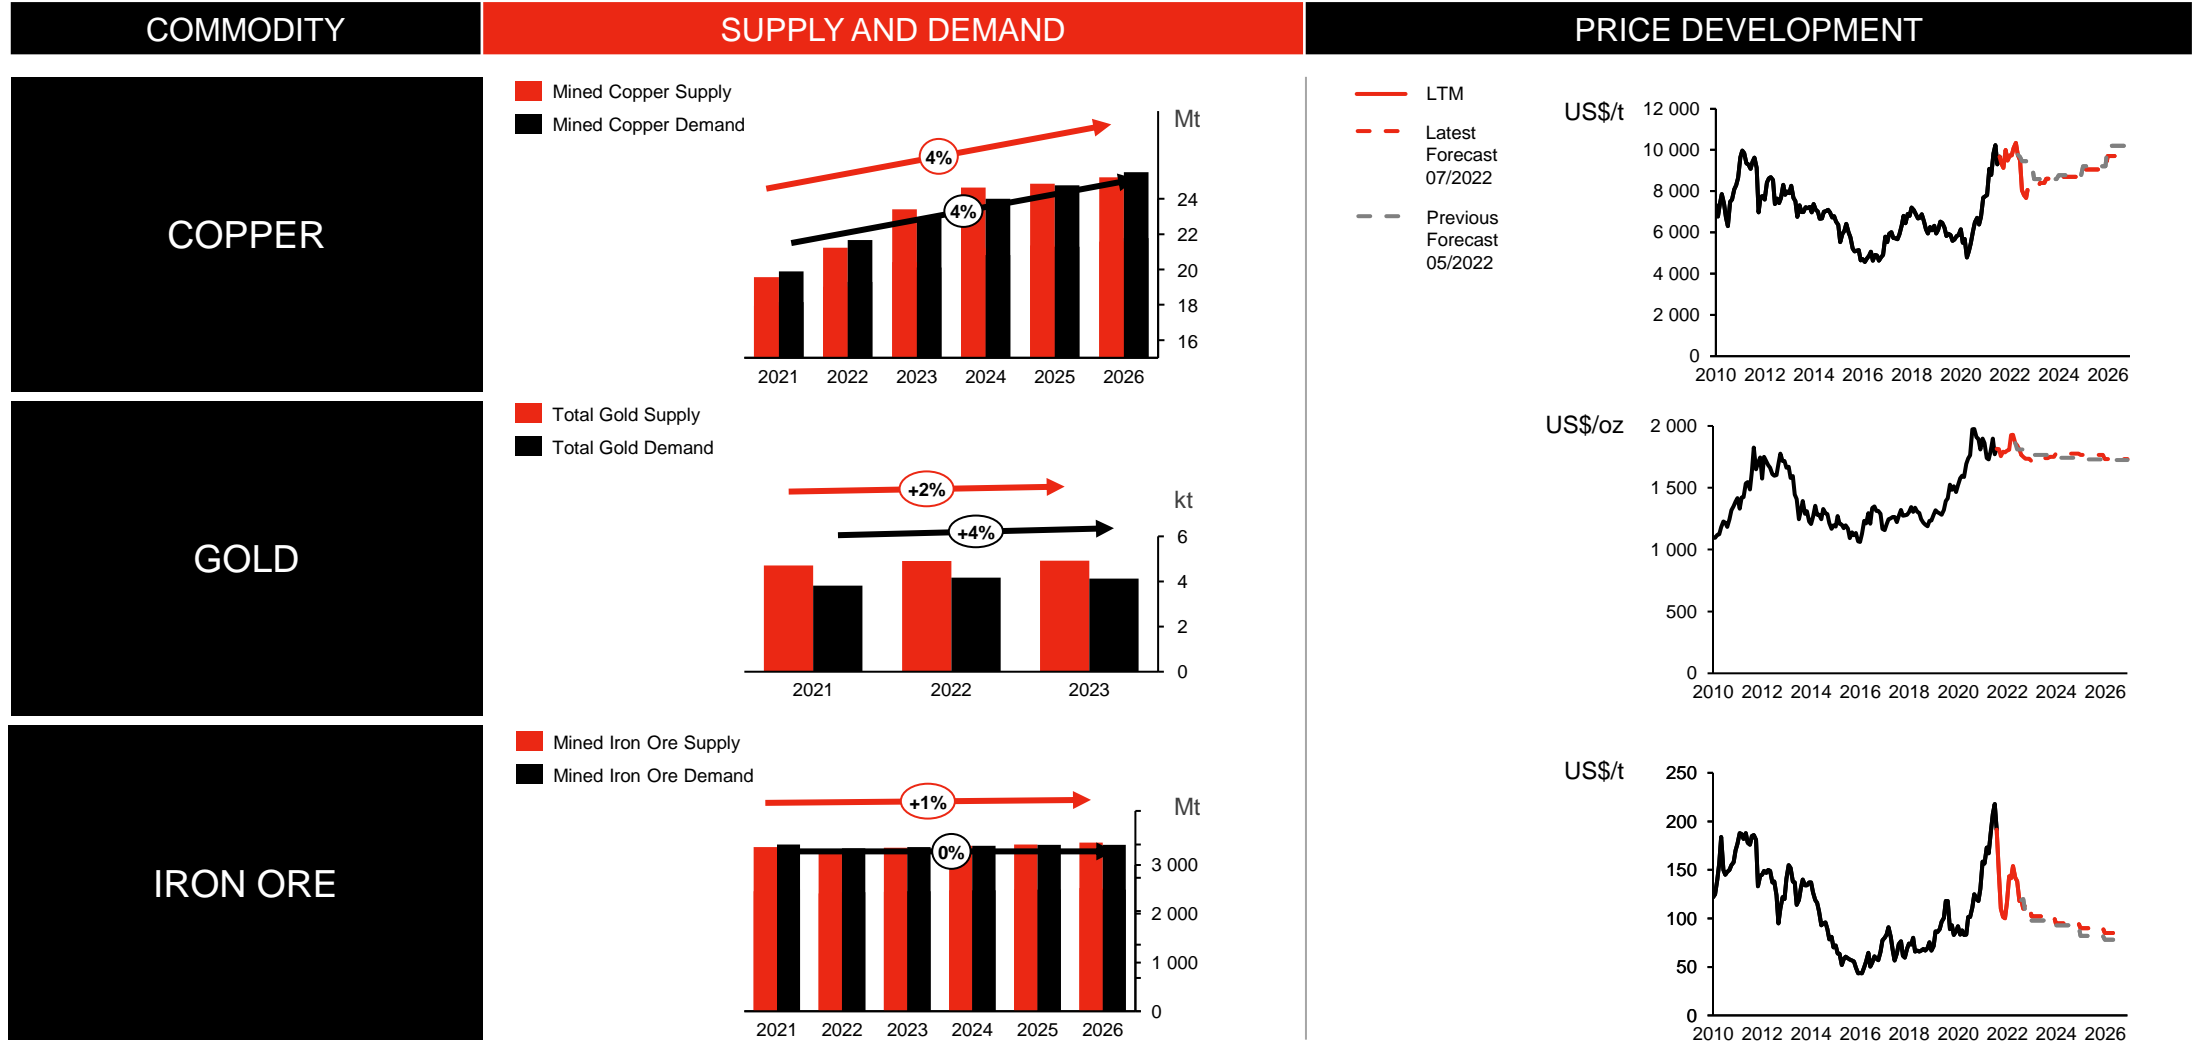 COMMODITY
SUPPLY AND DEMAND
PRICE DEVELOPMENT
COPPER
Mined Copper Supply
Mined Copper Demand
Mt
4%
4%
24
22
20
18
16
2021 2022 2023 2024 2025 2026
LTM
Latest
Forecast
07/2022
Previous
Forecast
05/2022
US$/t
12 000
10 000
8 000
6 000
4 000
2 000
0
2010 2012 2014 2016 2018 2020 2022 2024 2026
GOLD
Total Gold Supply
Total Gold Demand
+2%
+4%
kt
6
4
2
0
2021 2022 2023
US$/oz
2 000
1 500
1 000
500
0
2010 2012 2014 2016 2018 2020 2022 2024 2026
IRON ORE
Mined Iron Ore Supply
Mined Iron Ore Demand
+1%
0%
Mt
3 000
2 000
1 000
0
2021 2022 2023 2024 2025 2026
US$/t
250
200
150
100
50
0
2010 2012 2014 2016 2018 2020 2022 2024 2026